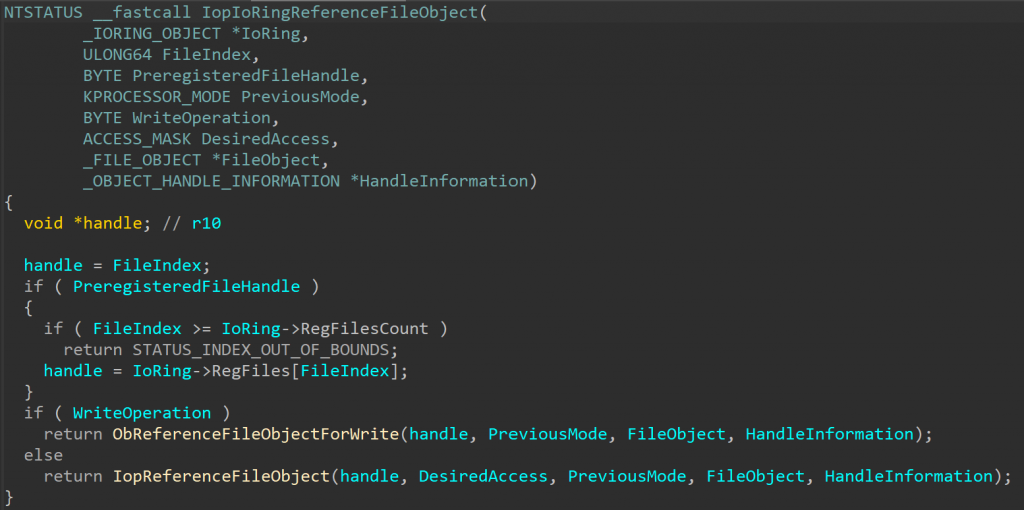 NTSTATUS __fastcall IopIoRingReferenceFileObject(
_IORING_OBJECT *IoRing,
ULONG64 FileIndex,
BYTE PreregisteredFileHandle,
KPROCESSOR_MODE PreviousMode,
BYTE WriteOperation,
ACCESS_MASK DesiredAccess,
_FILE_OBJECT *FileObject,
_OBJECT_HANDLE_INFORMATION *HandleInformation)
{
void *handle; // r10
handle = FileIndex;
if ( PreregisteredFileHandle )
{
if ( FileIndex >= IoRing->RegFilesCount )
return STATUS_INDEX_OUT_OF_BOUNDS;
handle = IoRing->RegFiles[FileIndex];
}
if ( WriteOperation )
return ObReferenceFileObjectForWrite(handle, PreviousMode, FileObject, HandleInformation);
else
return IopReferenceFileObject(handle, DesiredAccess, PreviousMode, FileObject, HandleInformation);
}